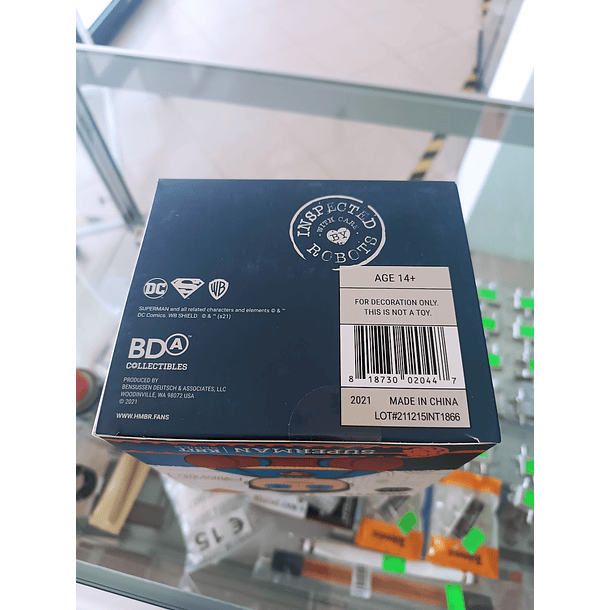 INSPECTED
• WITH CARE •
BY
ROBOTS
AGE 14+
FOR DECORATION ONLY.
THIS IS NOT A TOY.
8 18730 02044 7
2021 MADE IN CHINA
LOT#211215INT1866
DC
WB
SUPERMAN and all related characters and elements © & ™
DC Comics. WB SHIELD: © & ™ (s21)
BDA
COLLECTIBLES
PRODUCED BY
BENSUSSEN DEUTSCH & ASSOCIATES, LLC
WOODINVILLE, WA 98072 USA
© 2021
WWW.HMBR.FANS
SUPERMAN
€ 15